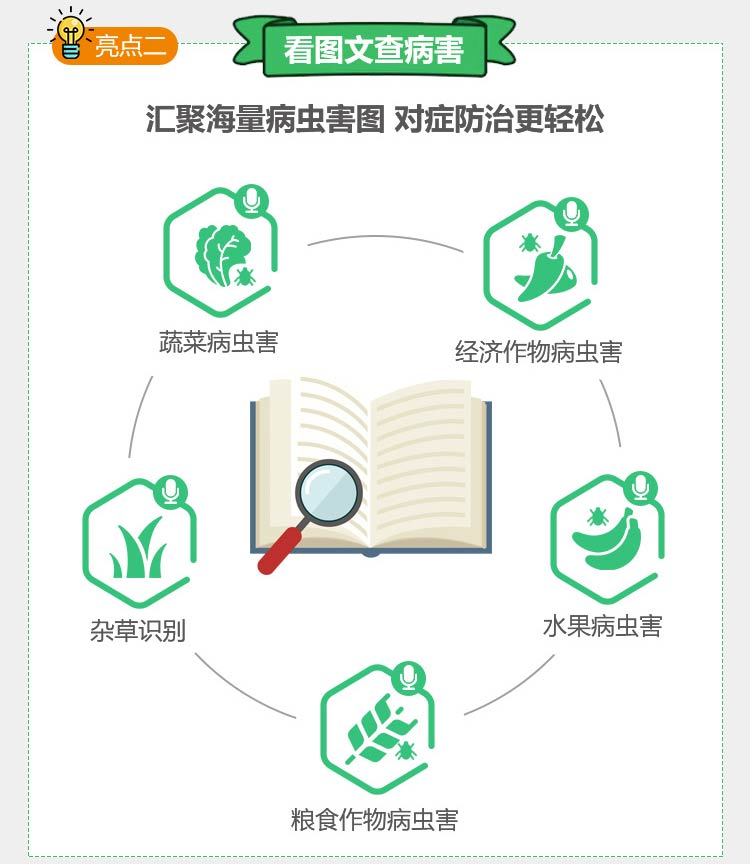 亮点二
看图文查病害
汇聚海量病虫害图 对症防治更轻松
蔬菜病虫害
经济作物病虫害
杂草识别
水果病虫害
粮食作物病虫害